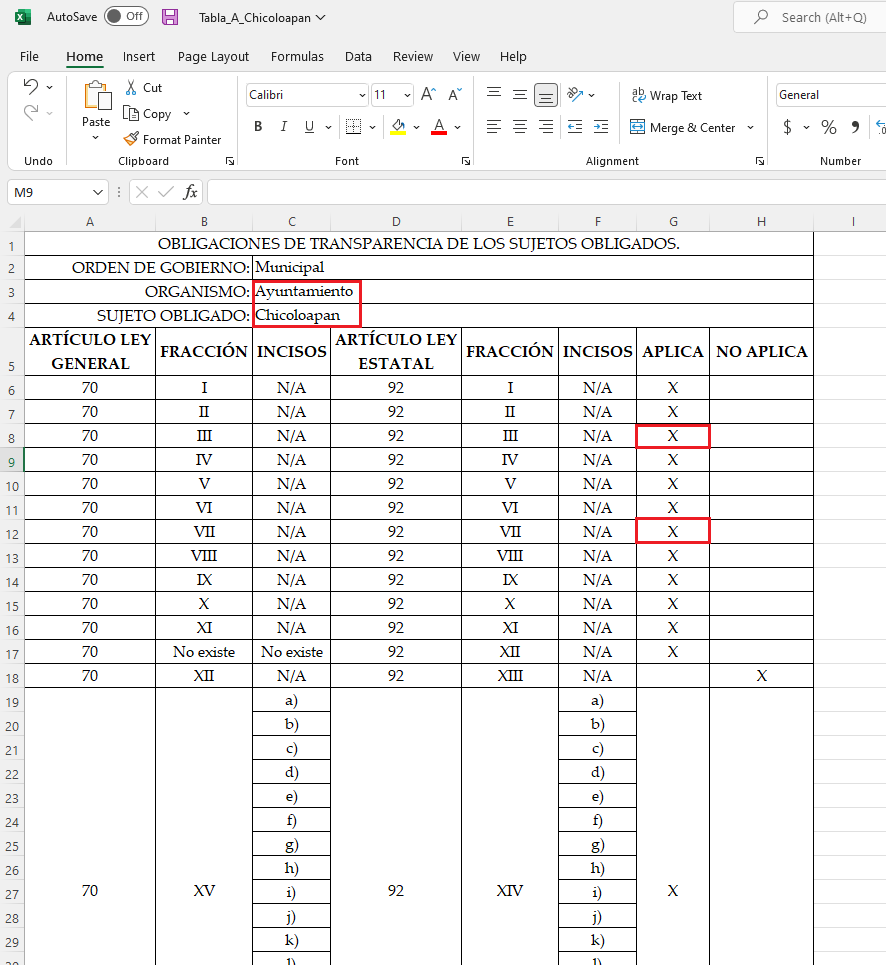 AutoSave Off Tabla_A_Chicoloapan Search (Alt+Q)
File Home Insert Page Layout Formulas Data Review View Help
Cut Calibri 11 A A Wrap Text General
Paste Copy B I U A Merge & Center $ % 9
Format Painter
Undo Clipboard Font Alignment Number
M9 fx
A B C D E F G H I
1 OBLIGACIONES DE TRANSPARENCIA DE LOS SUJETOS OBLIGADOS.
2 ORDEN DE GOBIERNO: Municipal
3 ORGANISMO: Ayuntamiento
4 SUJETO OBLIGADO: Chicoloapan
5 ARTÍCULO LEY GENERAL FRACCIÓN INCISOS ARTÍCULO LEY ESTATAL FRACCIÓN INCISOS APLICA NO APLICA
6 70 I N/A 92 I N/A X
7 70 II N/A 92 II N/A X
8 70 III N/A 92 III N/A X
9 70 IV N/A 92 IV N/A X
10 70 V N/A 92 V N/A X
11 70 VI N/A 92 VI N/A X
12 70 VII N/A 92 VII N/A X
13 70 VIII N/A 92 VIII N/A X
14 70 IX N/A 92 IX N/A X
15 70 X N/A 92 X N/A X
16 70 XI N/A 92 XI N/A X
17 70 No existe No existe 92 XII N/A X
18 70 XII N/A 92 XIII N/A X
19 a) a)
20 b) b)
21 c) c)
22 d) d)
23 e) e)
24 f) f)
25 g) g)
26 h) h)
27 70 XV i) 92 XIV i) X
28 j) j)
29 k) k)
30 l) l)